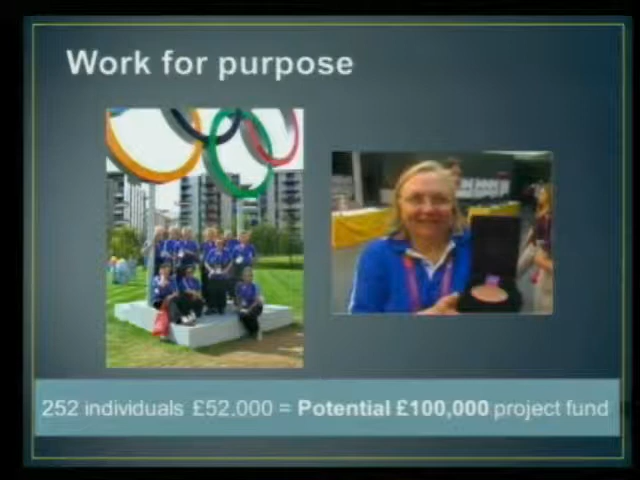 Work for purpose
252 individuals £52.000 = Potential £100,000 project fund